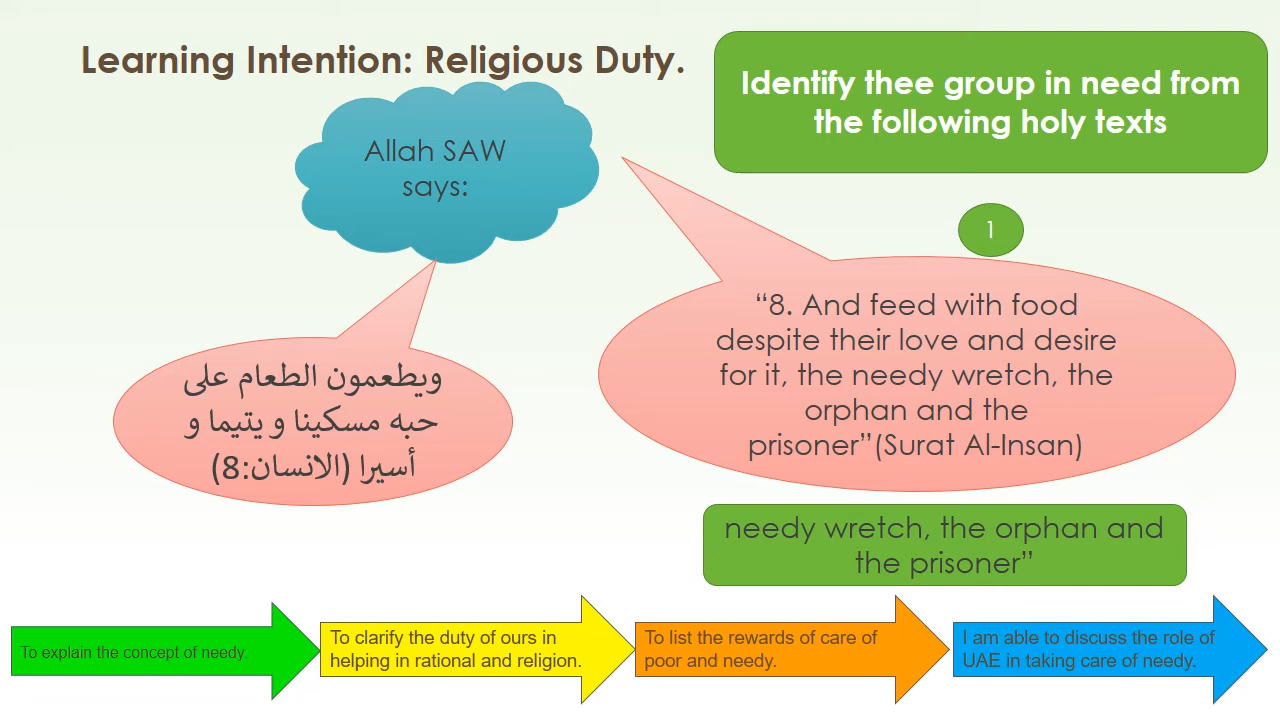 Learning Intention: Religious Duty.
Identify thee group in need from
the following holy texts
Allah SAW
says:
1
“8. And feed with food
despite their love and desire
for it, the needy wretch, the
orphan and the
prisoner”(Surat Al-Insan)
ويطعمون الطعام على
حبه مسكينا و يتيما و
أسيرا (الانسان:8)
needy wretch, the orphan and
the prisoner”
To explain the concept of needy.
To clarify the duty of ours in
helping in rational and religion.
To list the rewards of care of
poor and needy.
I am able to discuss the role of
UAE in taking care of needy.